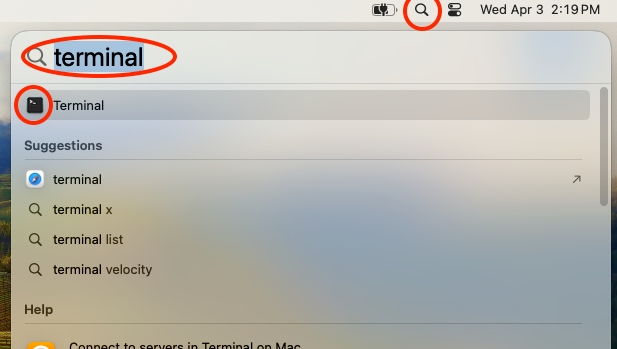 Wed Apr 3 2:19 PM
terminal
Terminal
Suggestions
terminal
terminal x
terminal list
terminal velocity
Help
Connect to servers in Terminal on Mac